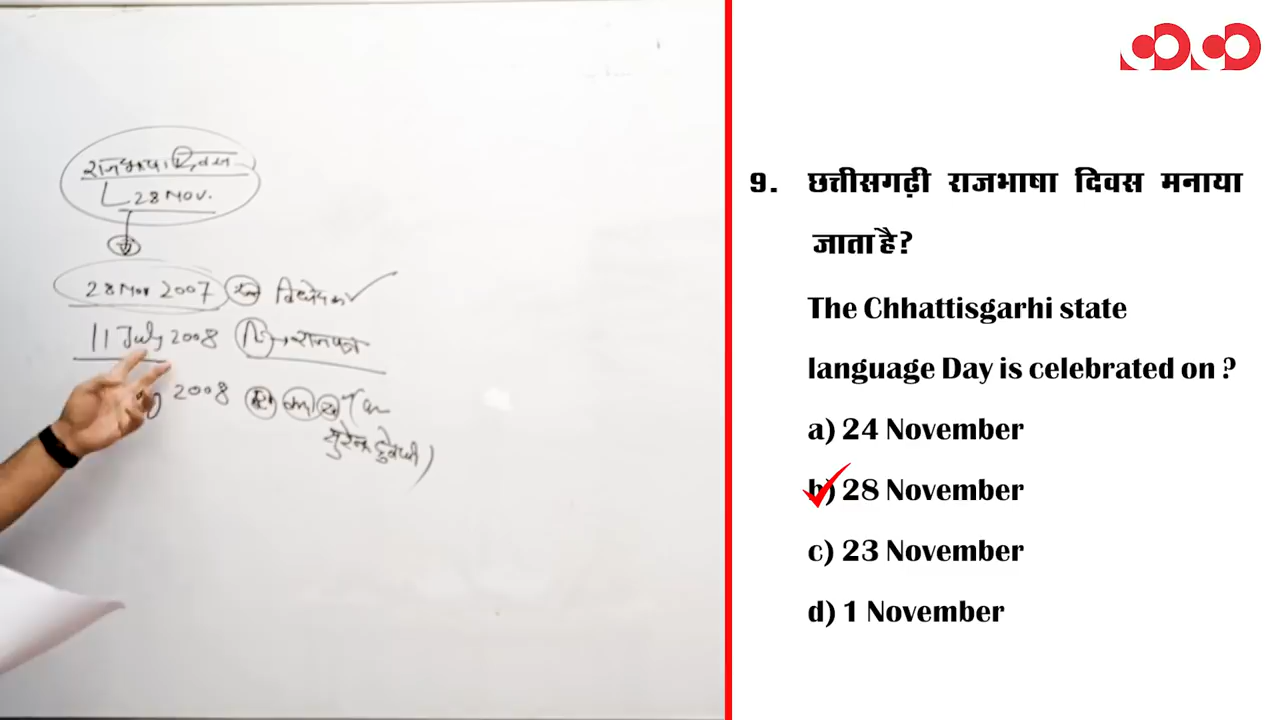 राजभाषा दिवस
28 Nov.
28 Nov 2007 विधेयक
11 July 2008 राजपत्र
2008
9. छत्तीसगढ़ी राजभाषा दिवस मनाया
जाता है?
The Chhattisgarhi state
language Day is celebrated on ?
a) 24 November
b) 28 November
c) 23 November
d) 1 November